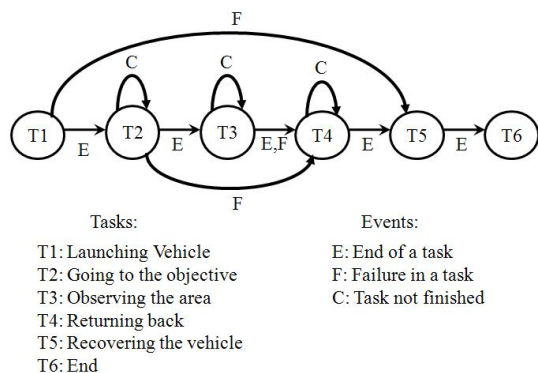 F
C C C
T1 T2 T3 T4 T5 T6
E E E,F E E
F
Tasks: Events:
T1: Launching Vehicle E: End of a task
T2: Going to the objective F: Failure in a task
T3: Observing the area C: Task not finished
T4: Returning back
T5: Recovering the vehicle
T6: End